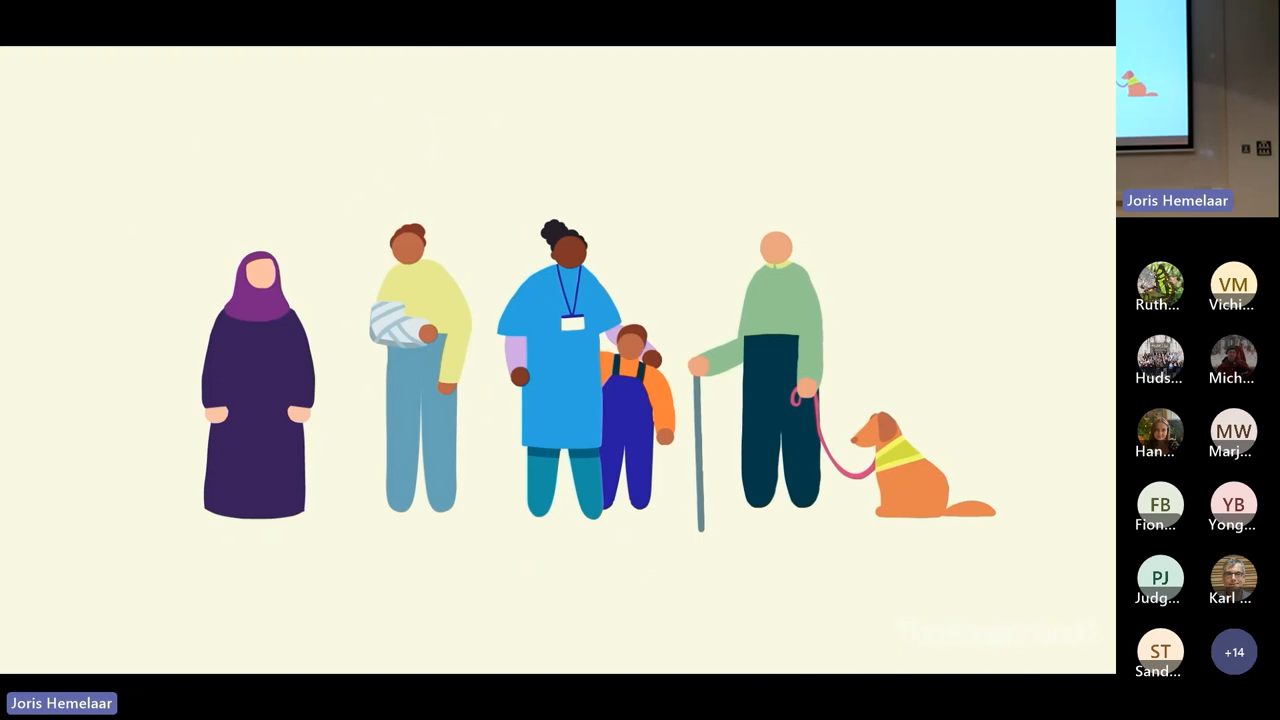 Joris Hemelaar
Ruth...
VM
Vichi...
Huds...
Mich...
Han...
MW
Marj...
FB
Fion...
YB
Yong...
PJ
Judg...
Karl ...
ST
Sand...
+14
Joris Hemelaar